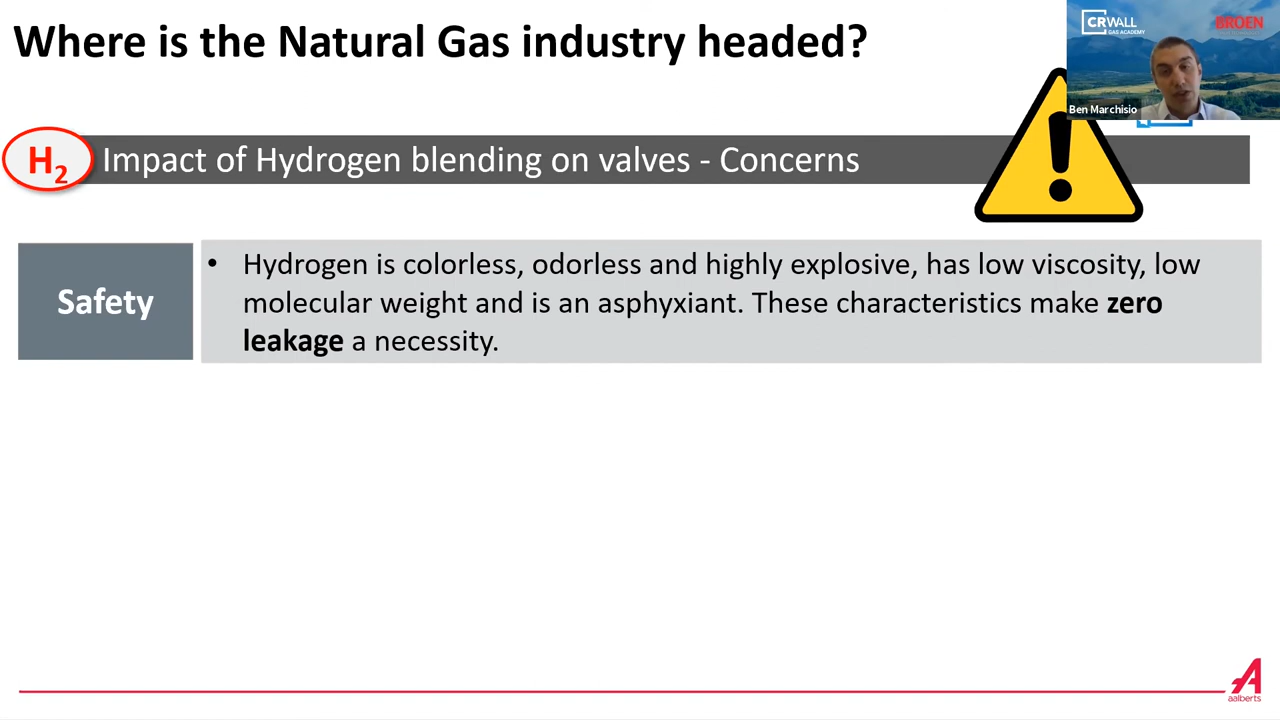 Where is the Natural Gas industry headed?
CRWALL
GAS ACADEMY
BROEN
Ben Marchisio
H2
Impact of Hydrogen blending on valves - Concerns
Safety
• Hydrogen is colorless, odorless and highly explosive, has low viscosity, low
molecular weight and is an asphyxiant. These characteristics make zero
leakage a necessity.
aalberts